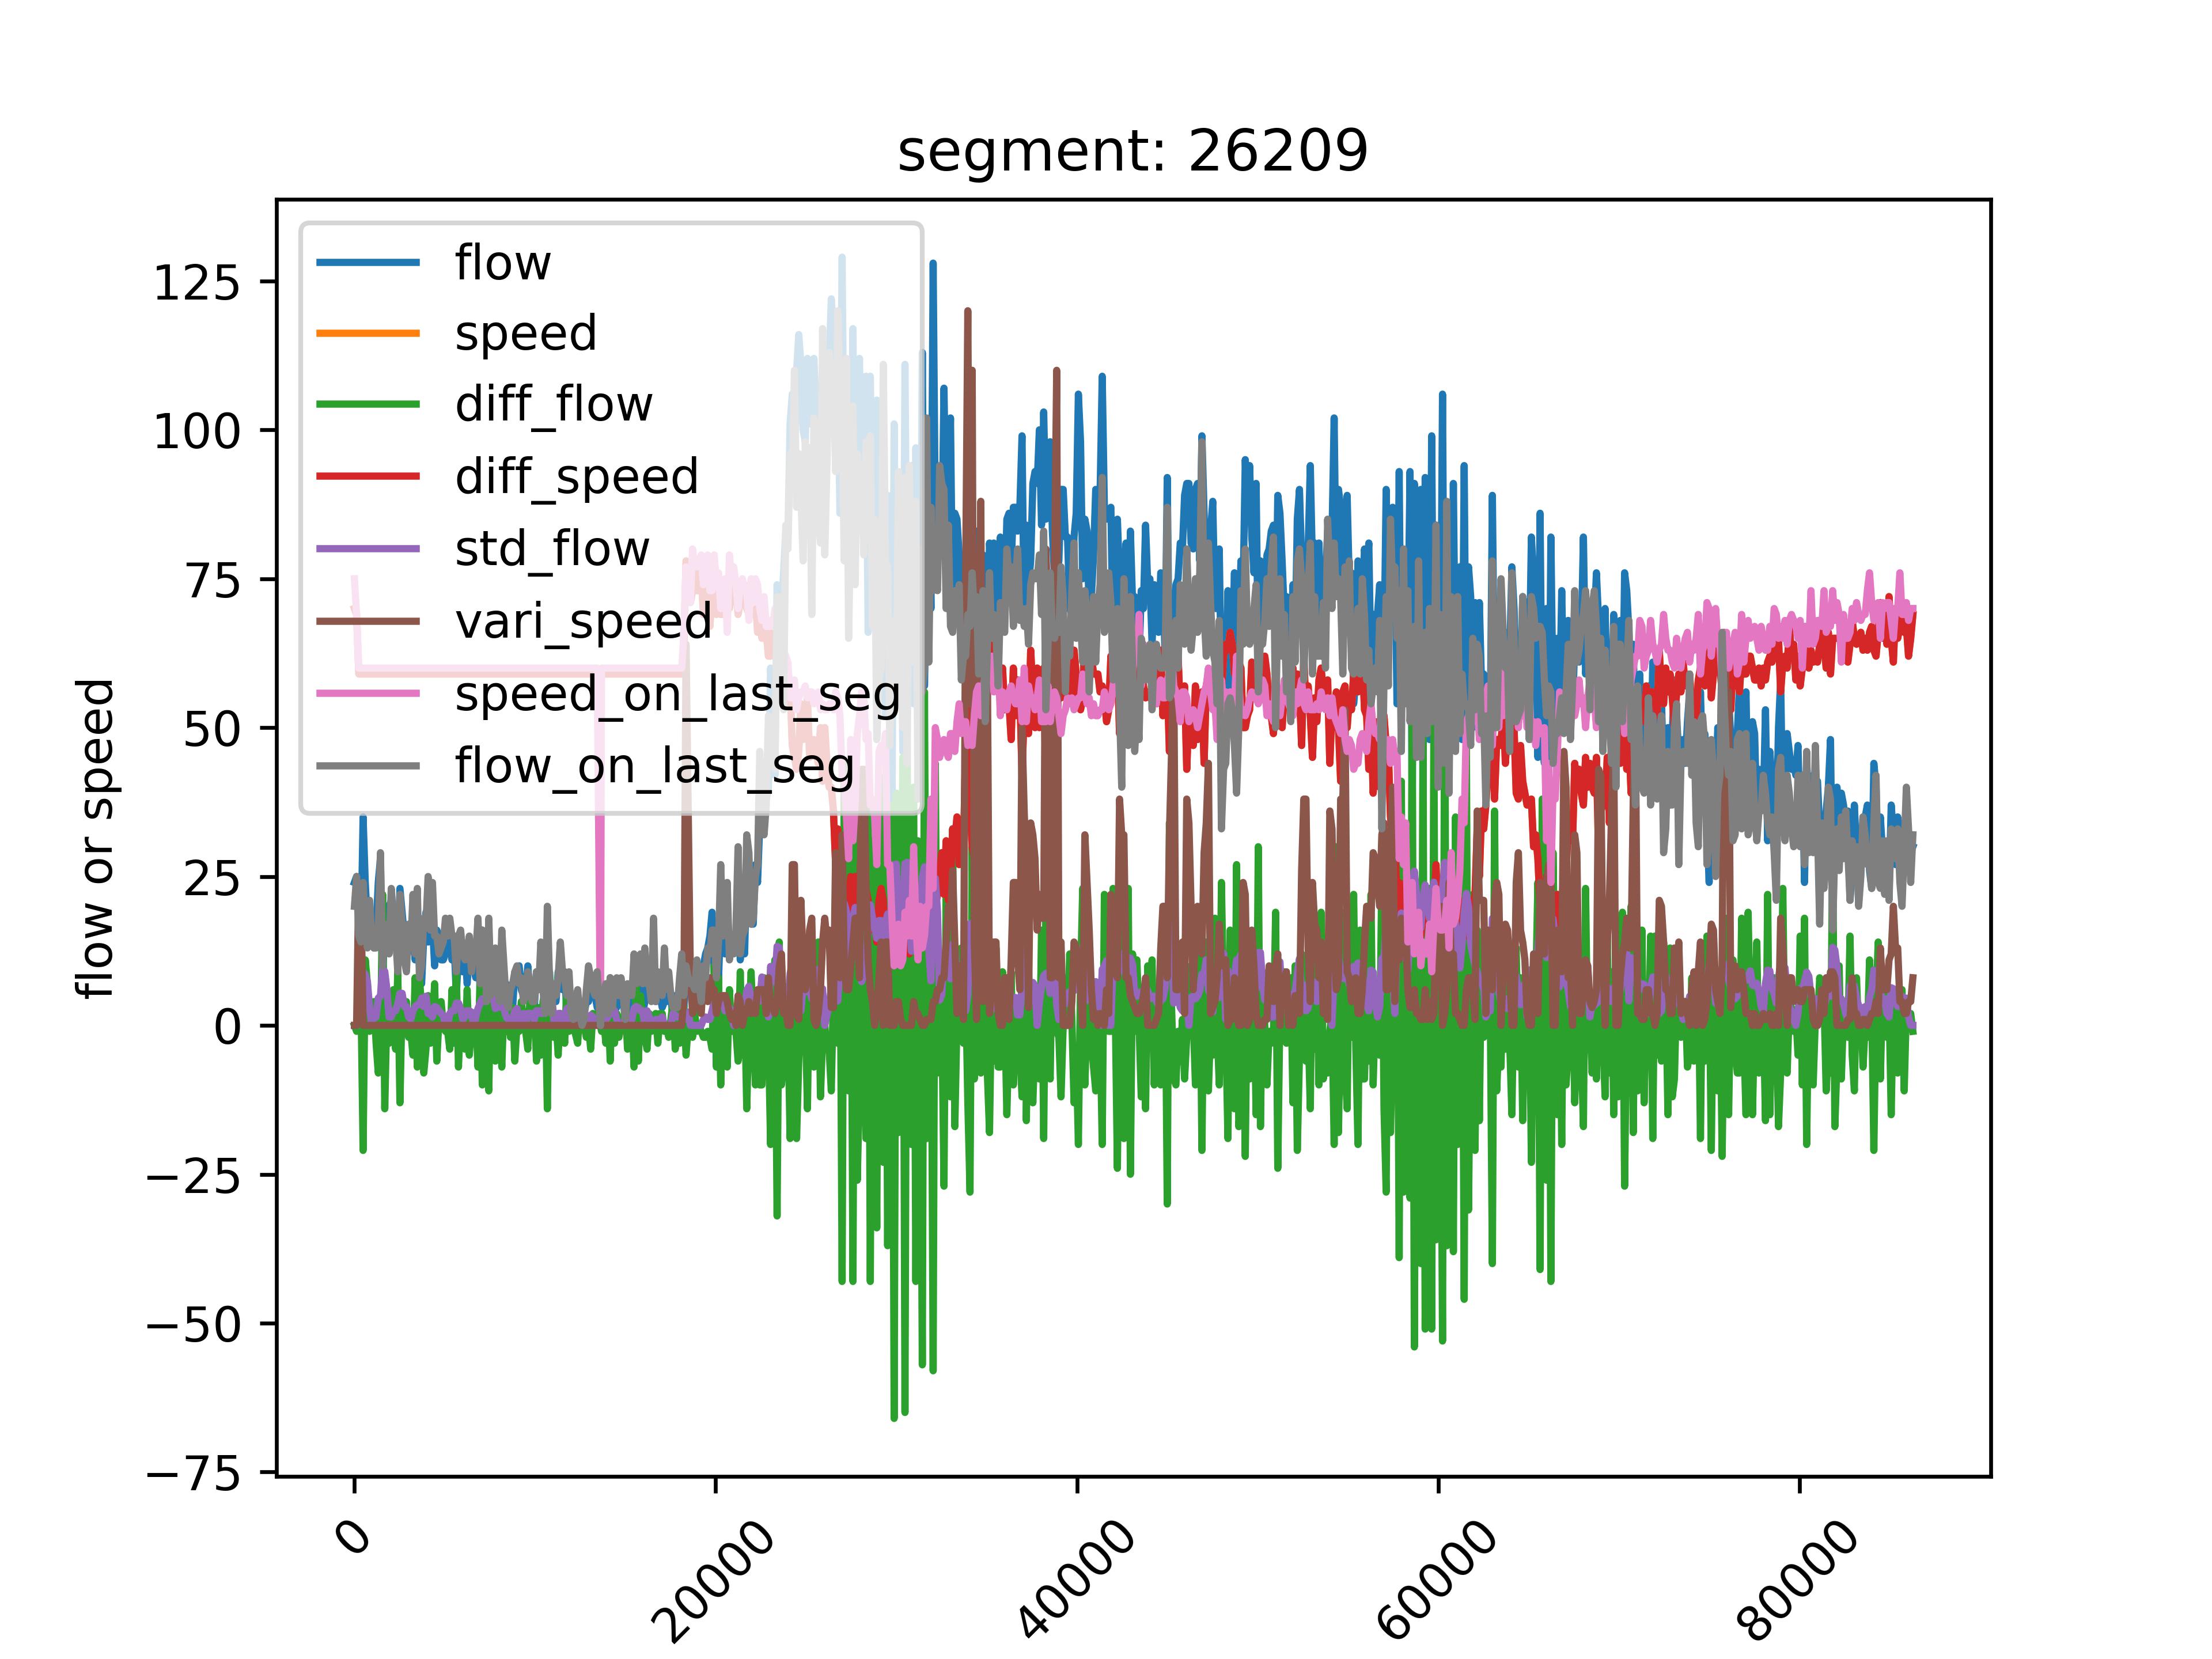 segment: 26209
flow
speed
diff_flow
diff_speed
std_flow
vari_speed
speed_on_last_seg
flow_on_last_seg
flow or speed
125
100
75
50
25
0
−25
−50
−75
0
20000
40000
60000
80000